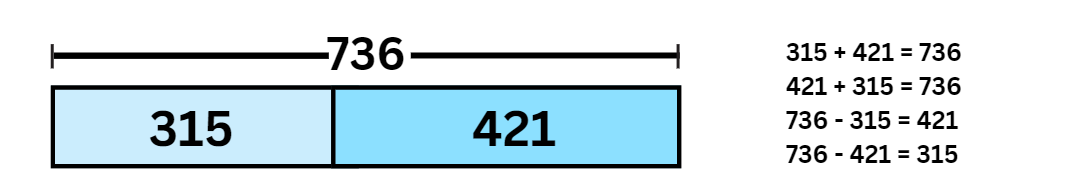 736
315 421
315 + 421 = 736
421 + 315 = 736
736 - 315 = 421
736 - 421 = 315